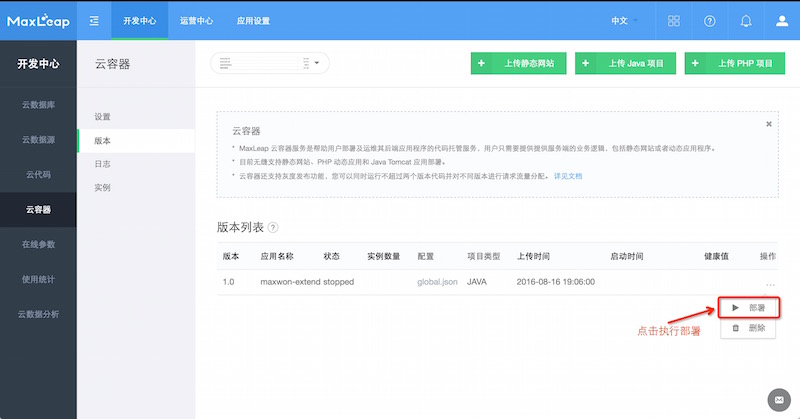 MaxLeap 开发中心 运营中心 应用设置 中文
开发中心
云容器
+ 上传静态网站
+ 上传 Java 项目
+ 上传 PHP 项目
云数据库
云数据源
云代码
云容器
在线参数
使用统计
云数据分析
设置
版本
日志
实例
云容器
• MaxLeap 云容器服务是帮助用户部署及运维其后端应用程序的代码托管服务，用户只需要提供提供服务端的业务逻辑，包括静态网站或者动态应用程序。
• 目前无缝支持静态网站、PHP 动态应用和 Java Tomcat 应用部署。
• 云容器还支持灰度发布功能，您可以同时运行不超过两个版本代码并对不同版本进行请求流量分配。 详见文档
版本列表 ?
版本 应用名称 状态 实例数量 配置 项目类型 上传时间 启动时间 健康值 操作
1.0 maxwon-extend stopped global.json JAVA 2016-08-16 19:06:00 ...
部署
点击执行部署
删除